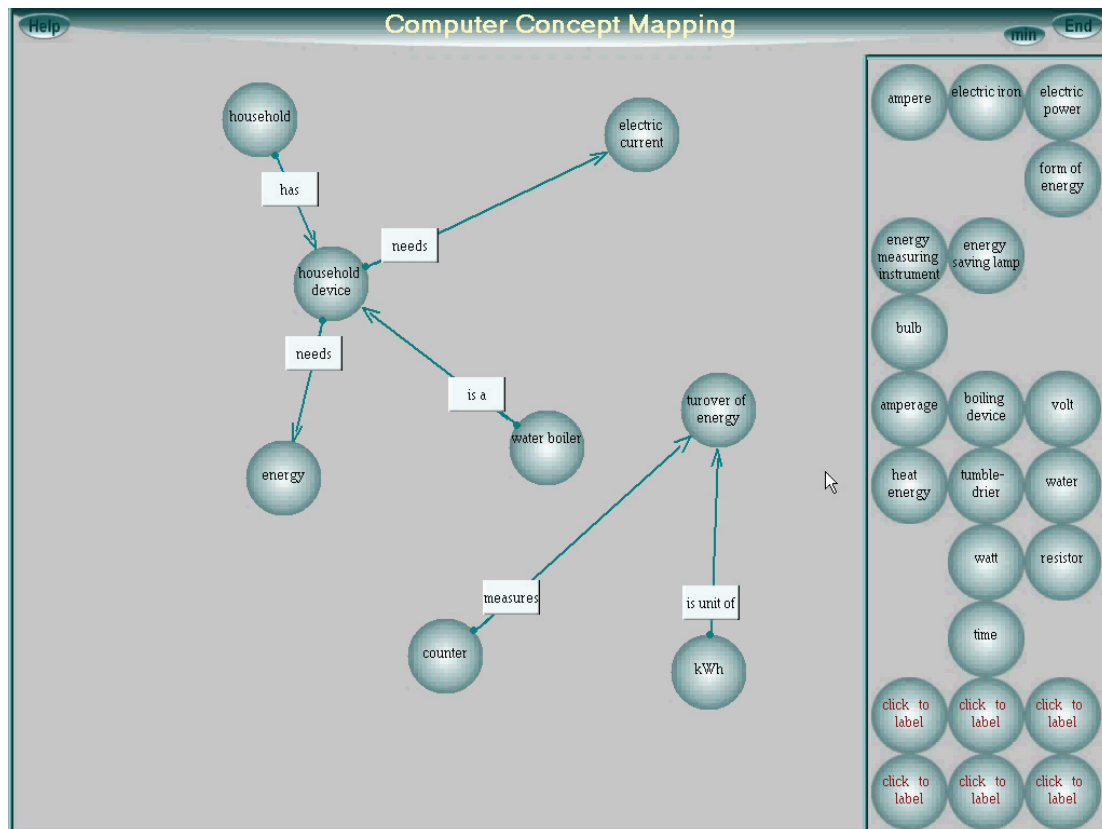 Help
Computer Concept Mapping
min
End
household
electric
current
has
needs
household
device
needs
is a
turover of
energy
water boiler
energy
measures
is unit of
counter
kWh
ampere
electric iron
electric
power
form of
energy
energy
measuring
instrument
energy
saving lamp
bulb
amperage
boiling
device
volt
heat
energy
tumble-
drier
water
watt
resistor
time
click to
label
click to
label
click to
label
click to
label
click to
label
click to
label